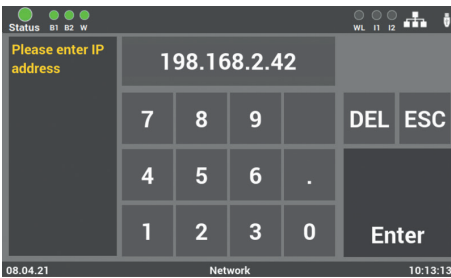 Status B1 B2 W WL I1 I2
Please enter IP
address
198.168.2.42
7 8 9 DEL ESC
4 5 6 .
1 2 3 0 Enter
08.04.21 Network 10:13:13